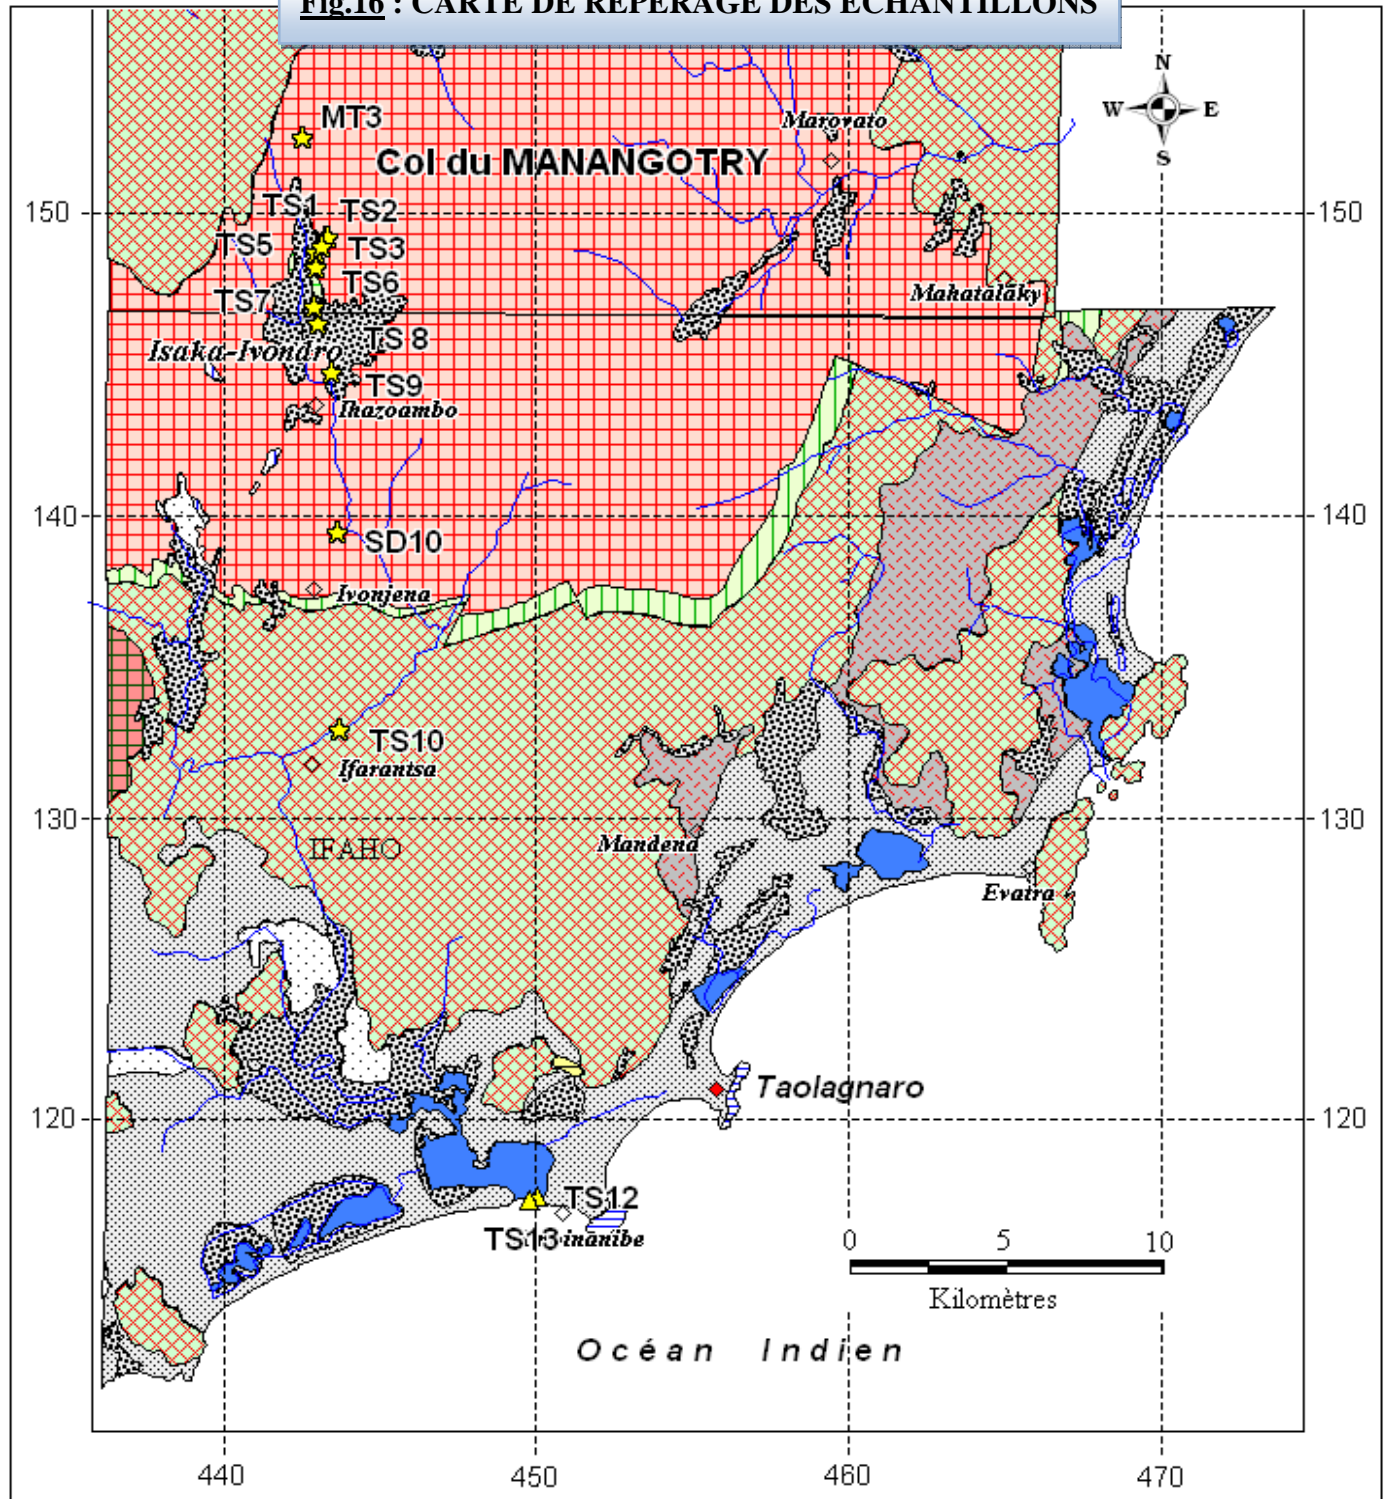 Fig.16 : CARTE DE REPERAGE DES ECHANTILLONS
N
W E
S
MT3
Marovato
Col du MANANGOTRY
150
TS1
TS2
150
TS5
TS3
TS6
TS7
Mahatalaky
TS8
Isaka-Ivondro
TS9
Ihazoambo
140
140
SD10
Ivonjena
TS10
Ifarantsa
130
130
IFAHO
Mandena
Evatra
Taolagnaro
120
120
TS12
TS13
inanibe
0 5 10
Kilomètres
Océan Indien
440 450 460 470